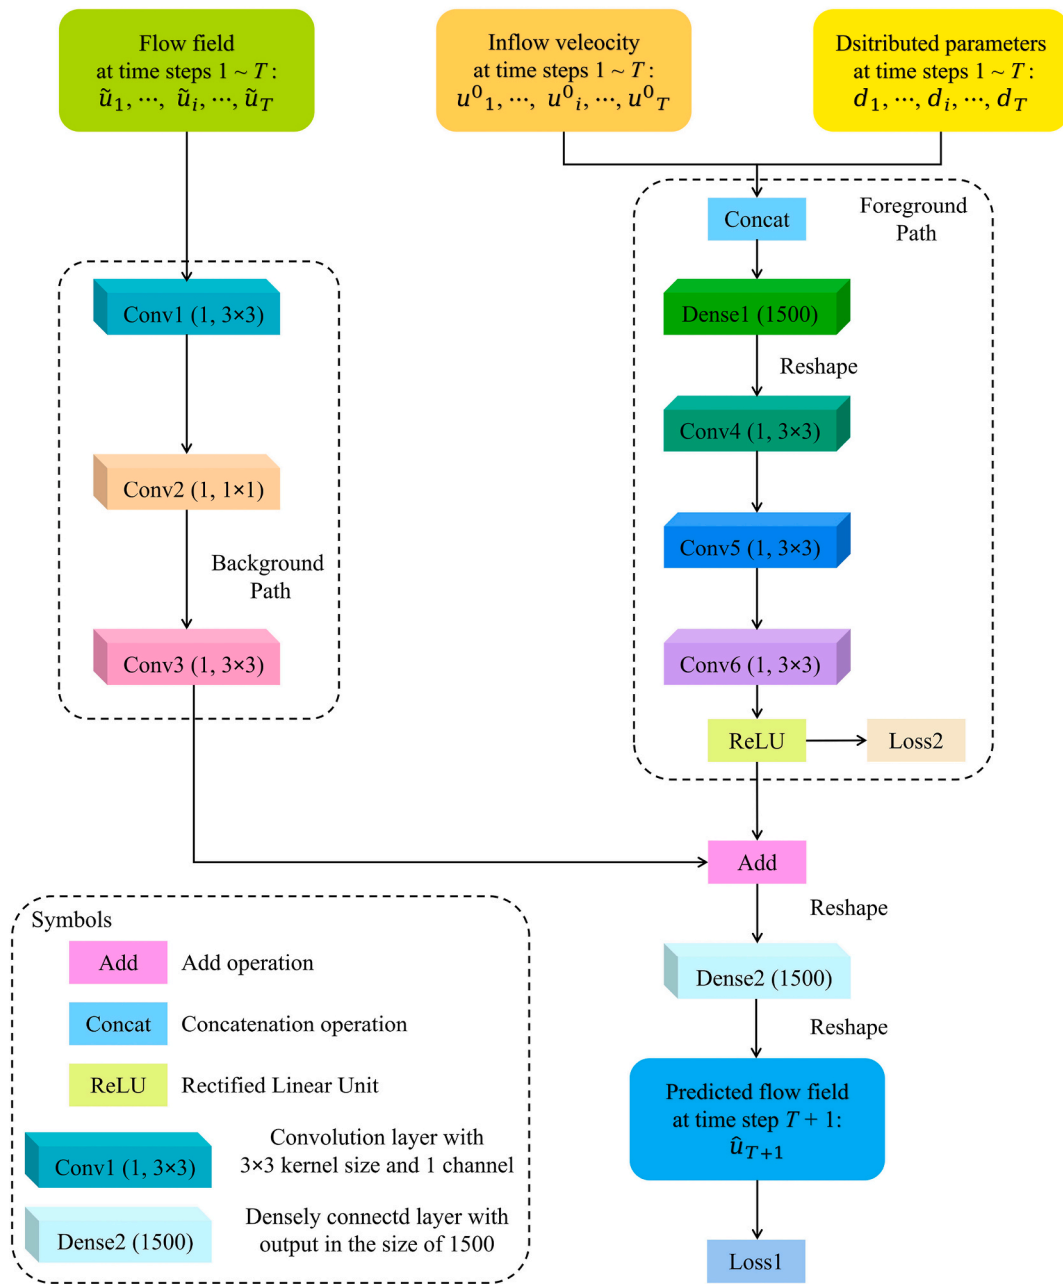 Flow field
at time steps 1 ~ T :
ũ₁, ⋯, ũᵢ, ⋯, ũ_T
Inflow veleocity
at time steps 1 ~ T :
u⁰₁, ⋯, u⁰ᵢ, ⋯, u⁰_T
Dsitributed parameters
at time steps 1 ~ T :
d₁, ⋯, dᵢ, ⋯, d_T
Conv1 (1, 3×3)
Conv2 (1, 1×1)
Background
Path
Conv3 (1, 3×3)
Foreground
Path
Concat
Dense1 (1500)
Reshape
Conv4 (1, 3×3)
Conv5 (1, 3×3)
Conv6 (1, 3×3)
ReLU
Loss2
Add
Reshape
Dense2 (1500)
Reshape
Predicted flow field
at time step T + 1:
û_T+1
Loss1
Symbols
Add
Add operation
Concat
Concatenation operation
ReLU
Rectified Linear Unit
Conv1 (1, 3×3)
Convolution layer with
3×3 kernel size and 1 channel
Dense2 (1500)
Densely connectd layer with
output in the size of 1500